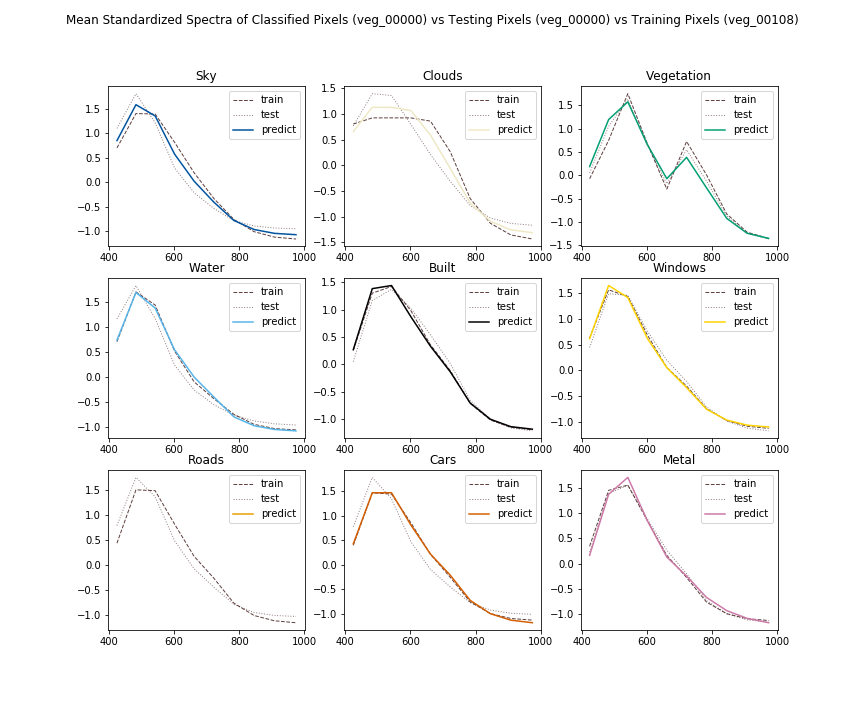 Mean Standardized Spectra of Classified Pixels (veg_00000) vs Testing Pixels (veg_00000) vs Training Pixels (veg_00108)
Sky
train
test
predict
1.5
1.0
0.5
0.0
−0.5
−1.0
400 600 800 1000
Clouds
train
test
predict
1.5
1.0
0.5
0.0
−0.5
−1.0
−1.5
400 600 800 1000
Vegetation
train
test
predict
1.5
1.0
0.5
0.0
−0.5
−1.0
−1.5
400 600 800 1000
Water
train
test
predict
1.5
1.0
0.5
0.0
−0.5
−1.0
400 600 800 1000
Built
train
test
predict
1.5
1.0
0.5
0.0
−0.5
−1.0
400 600 800 1000
Windows
train
test
predict
1.5
1.0
0.5
0.0
−0.5
−1.0
400 600 800 1000
Roads
train
test
predict
1.5
1.0
0.5
0.0
−0.5
−1.0
400 600 800 1000
Cars
train
test
predict
1.5
1.0
0.5
0.0
−0.5
−1.0
400 600 800 1000
Metal
train
test
predict
1.5
1.0
0.5
0.0
−0.5
−1.0
400 600 800 1000